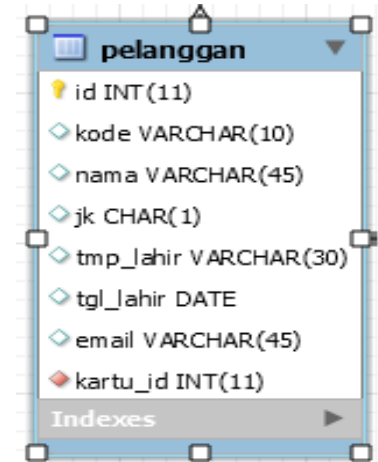 pelanggan
id INT(11)
kode VARCHAR(10)
nama VARCHAR(45)
jk CHAR(1)
tmp_lahir VARCHAR(30)
tgl_lahir DATE
email VARCHAR(45)
kartu_id INT(11)
Indexes